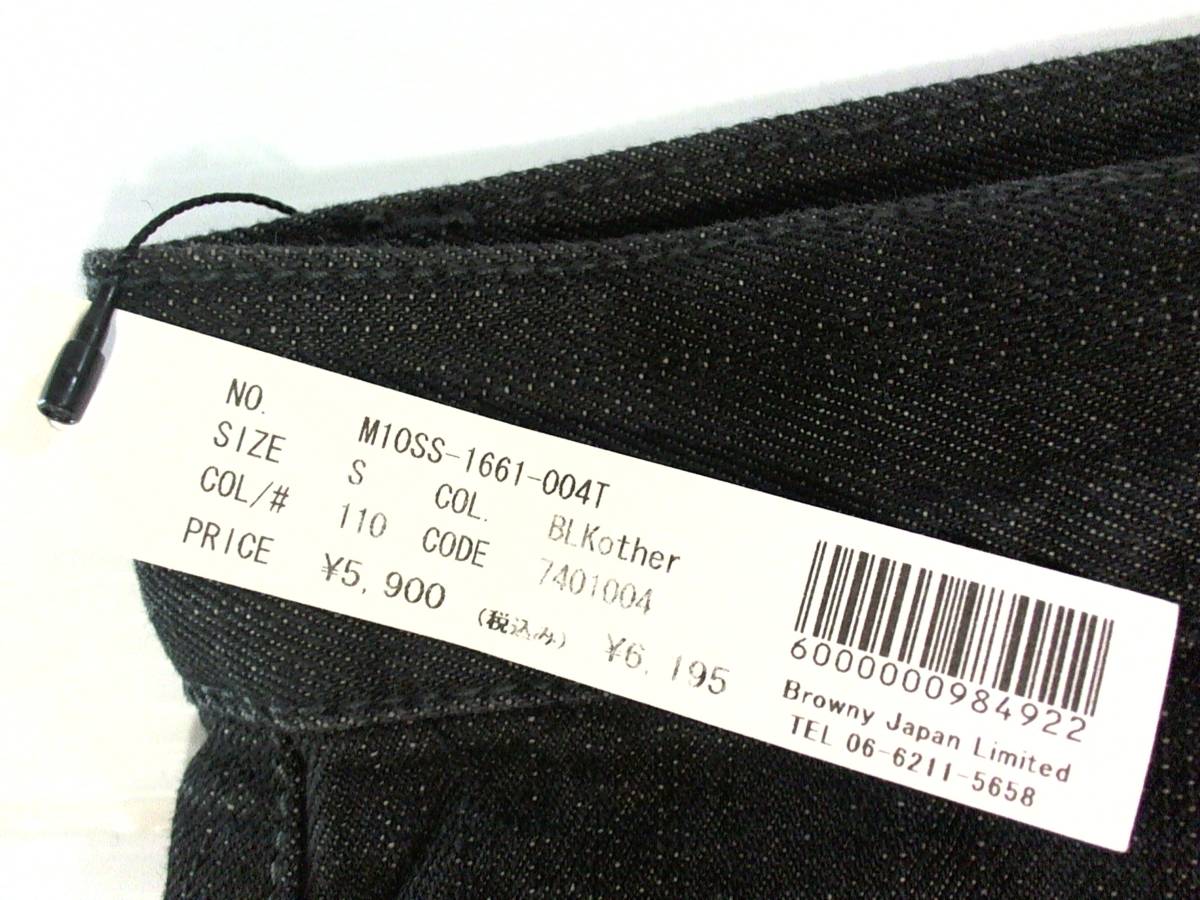 NO. M10SS-1661-004T
SIZE S COL. BLKother
COL/# 110 CODE 7401004
PRICE ¥5,900 (税込み) ¥6,195
6000000984922
Browny Japan Limited
TEL 06-6211-5658